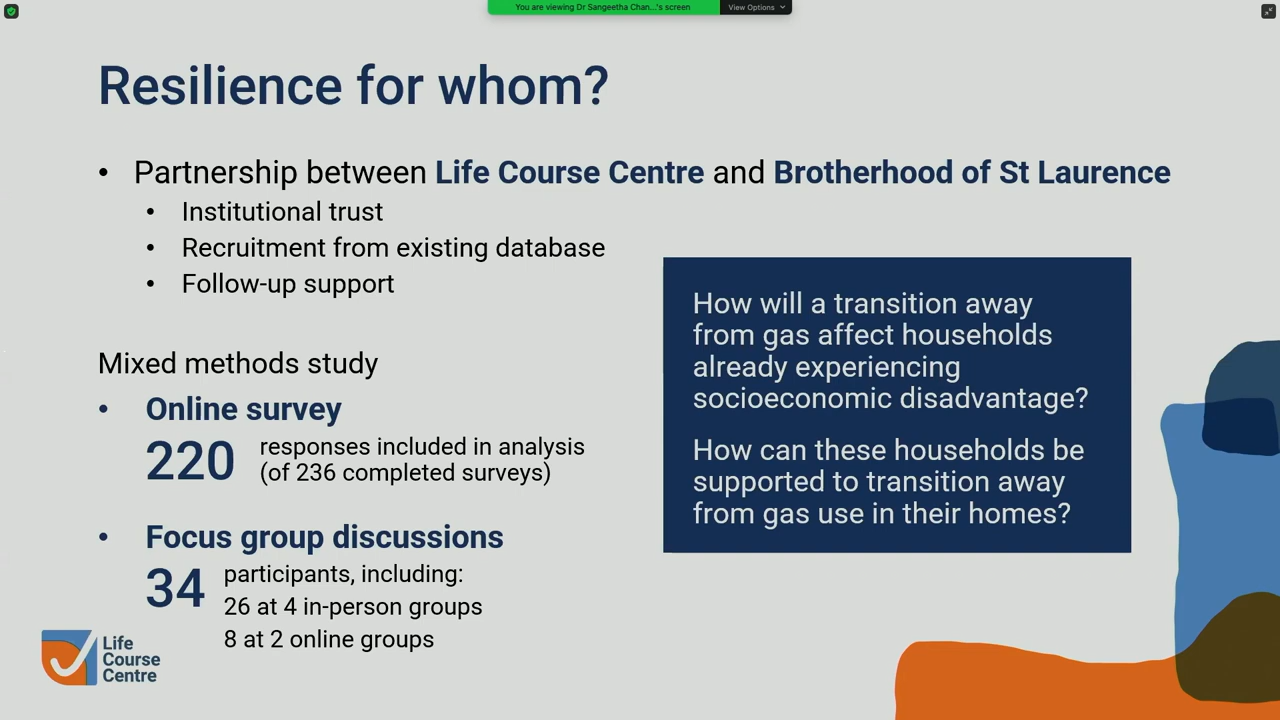 You are viewing Dr Sangeetha Chan...'s screen
View Options
Resilience for whom?
• Partnership between Life Course Centre and Brotherhood of St Laurence
• Institutional trust
• Recruitment from existing database
• Follow-up support
Mixed methods study
• Online survey
220 responses included in analysis
(of 236 completed surveys)
• Focus group discussions
34 participants, including:
26 at 4 in-person groups
8 at 2 online groups
How will a transition away
from gas affect households
already experiencing
socioeconomic disadvantage?
How can these households be
supported to transition away
from gas use in their homes?
Life
Course
Centre